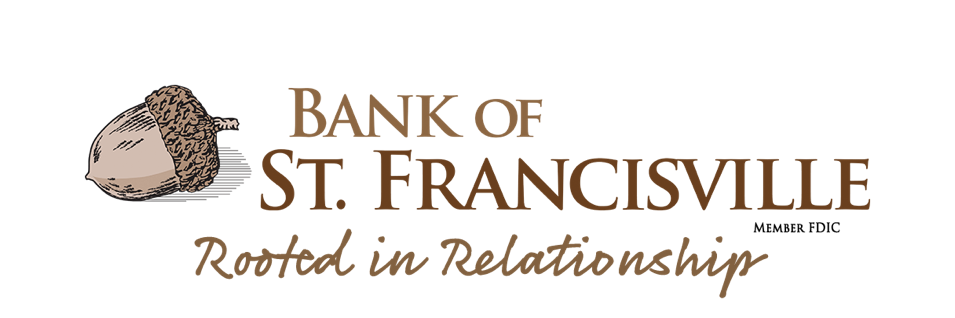 BANK OF
ST. FRANCISVILLE
MEMBER FDIC
Rooted in Relationship